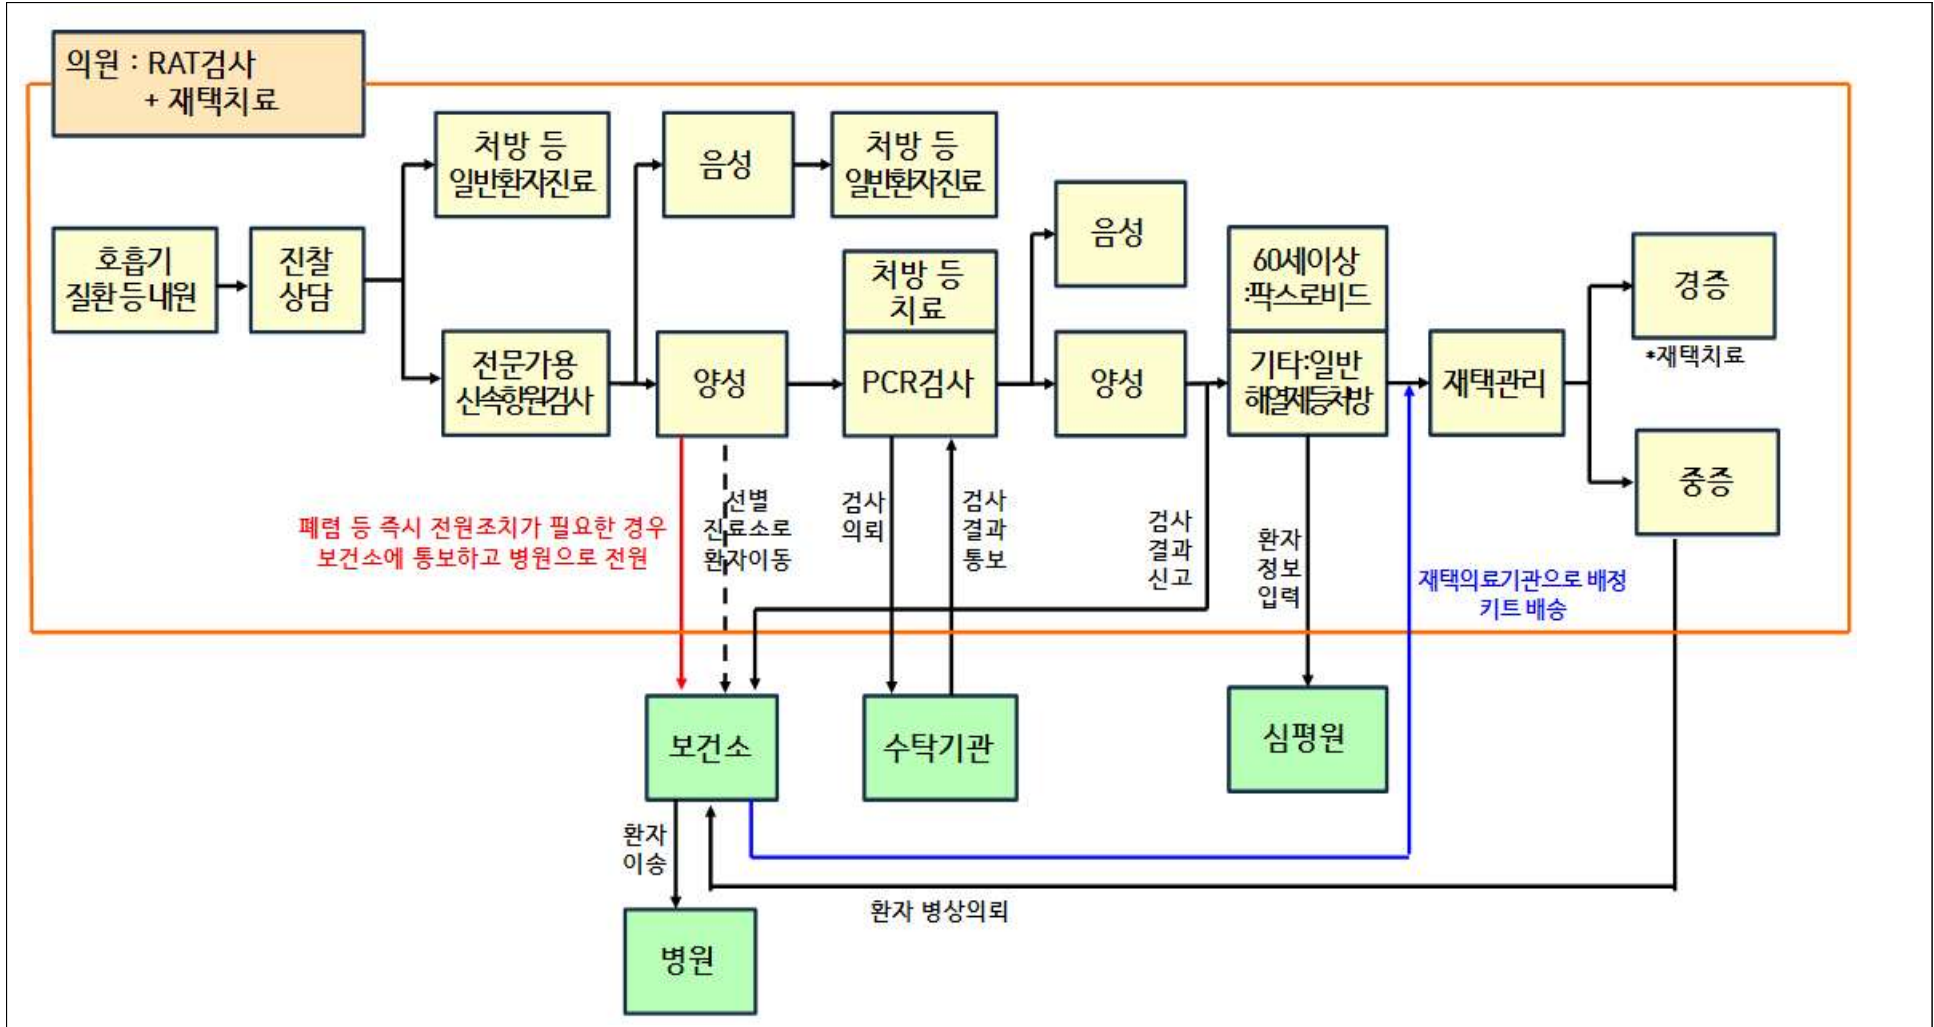 의원 : RAT검사
+ 재택치료
처방 등
일반환자진료
음성
처방 등
일반환자진료
음성
호흡기
질환 등 내원
진찰
상담
처방 등
치료
60세이상
:팍스로비드
경증
*재택치료
전문가용
신속항원검사
양성
PCR검사
양성
기타:일반
해열제등처방
재택관리
중증
폐렴 등 즉시 전원조치가 필요한 경우
보건소에 통보하고 병원으로 전원
선별
진료소로
환자이동
검사
의뢰
검사
결과
통보
검사
결과
신고
환자
정보
입력
재택의료기관으로 배정
키트 배송
보건소
수탁기관
심평원
환자
이송
환자 병상의뢰
병원